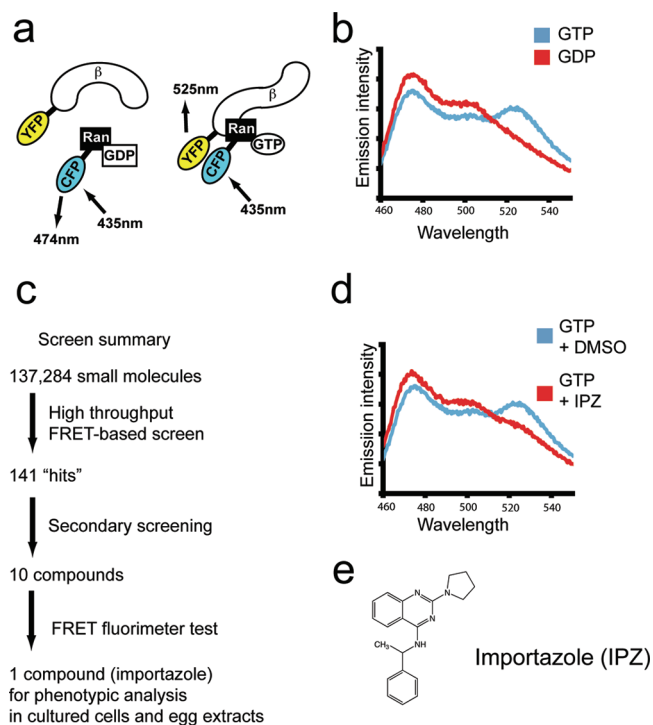 a
β
525nm
β
YFP
Ran
GDP
CFP
435nm
474nm
YFP
Ran
GTP
CFP
435nm
b
GTP
GDP
Emission intensity
460 480 500 520 540
Wavelength
c
Screen summary
137,284 small molecules
High throughput
FRET-based screen
141 “hits”
Secondary screening
10 compounds
FRET fluorimeter test
1 compound (importazole)
for phenotypic analysis
in cultured cells and egg extracts
d
GTP
+ DMSO
GTP
+ IPZ
Emisssion intensity
460 480 500 520 540
Wavelength
e
N
N
N
CH₃
NH
Importazole (IPZ)